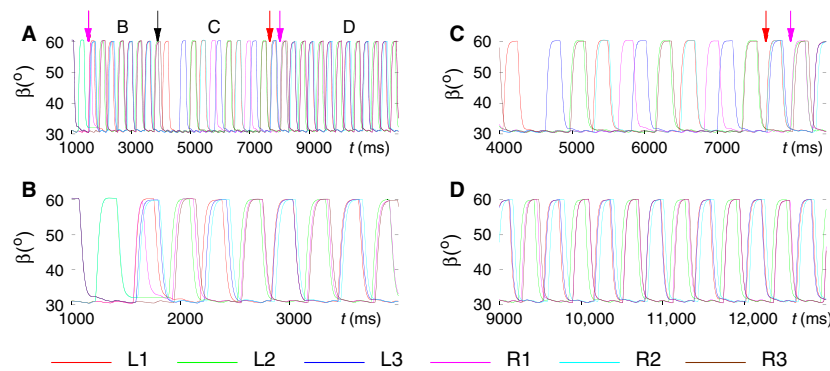 A B C D
β(°)
60
50
40
30
1000 3000 5000 7000 9000 t (ms)
C
β(°)
60
50
40
30
4000 5000 6000 7000 t (ms)
B
β(°)
60
50
40
30
1000 2000 3000 t (ms)
D
β(°)
60
50
40
30
9000 10,000 11,000 12,000 t (ms)
L1 L2 L3 R1 R2 R3